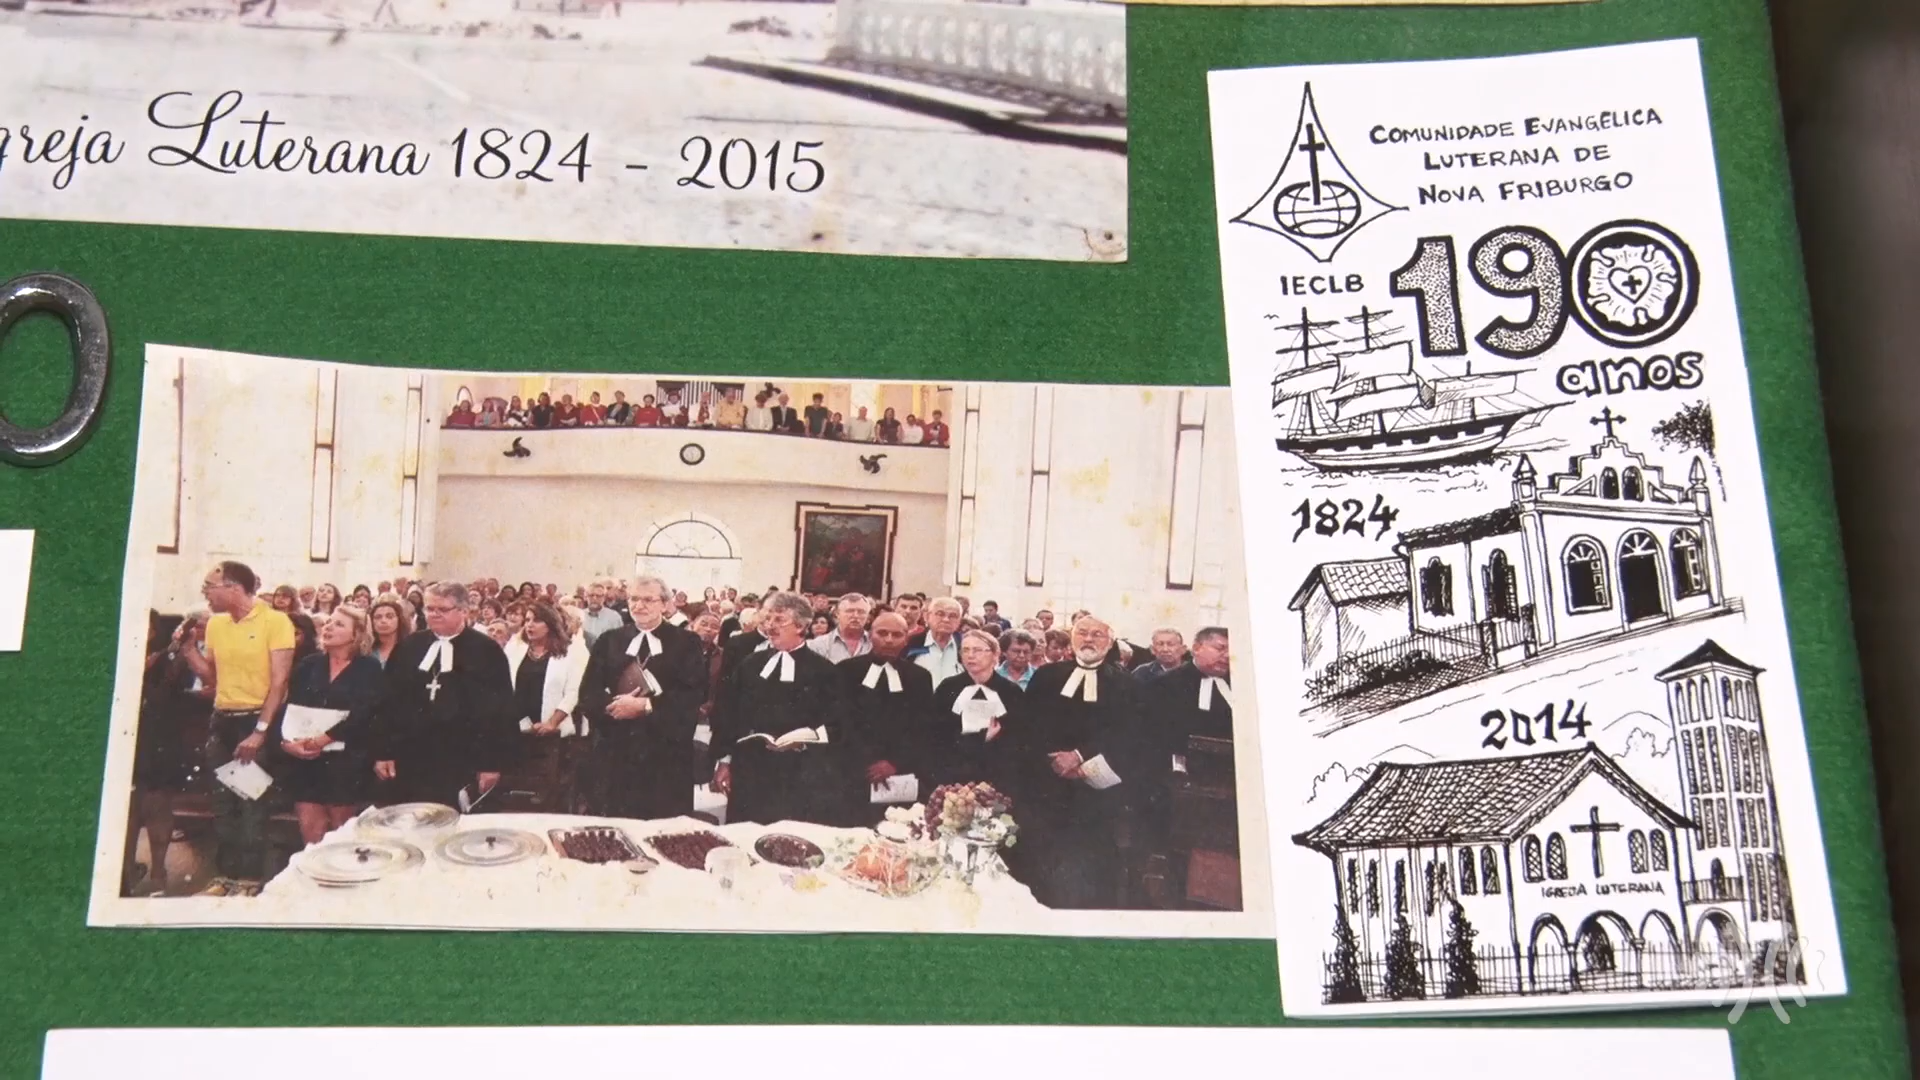 greja Luterana 1824 - 2015
COMUNIDADE EVANGÉLICA
LUTERANA DE
NOVA FRIBURGO
IECLB
190
anos
1824
2014
IGREJA LUTERANA